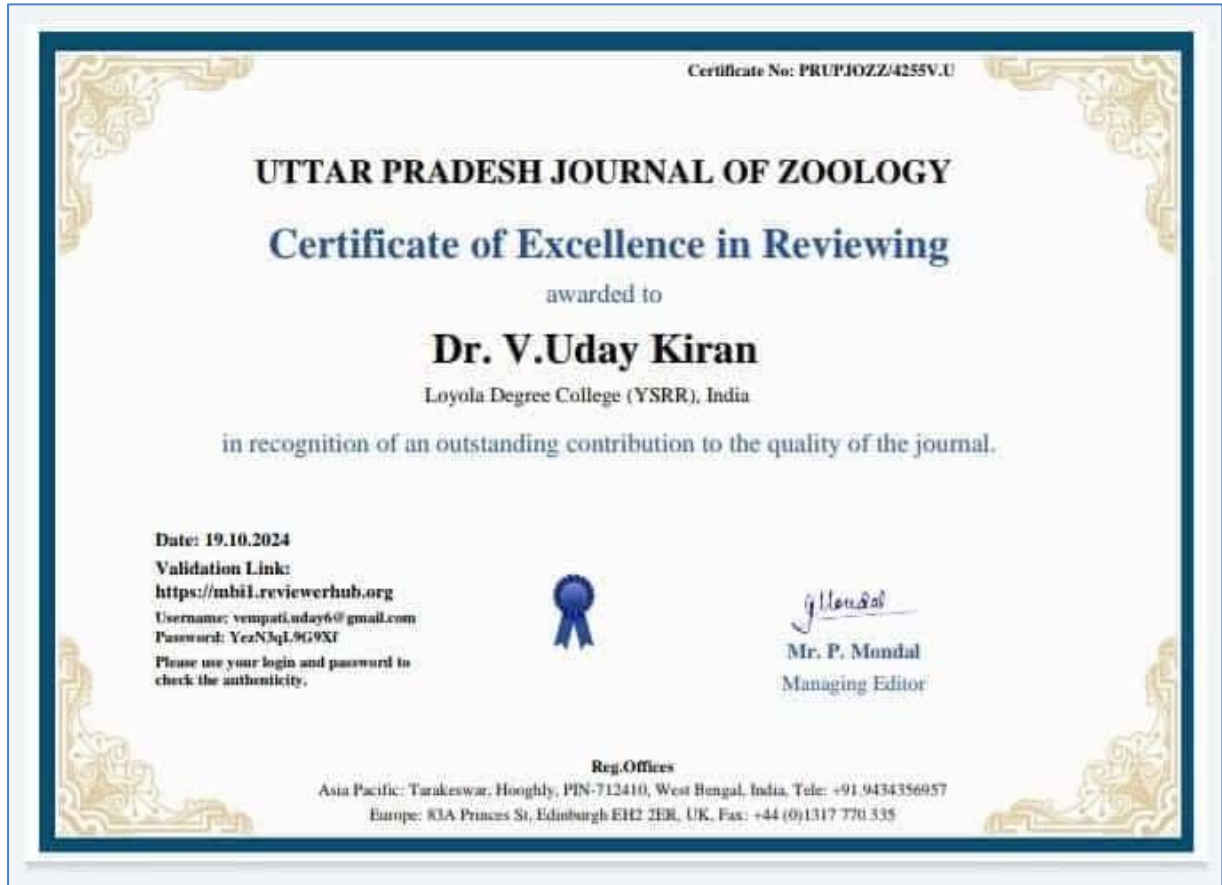 Certificate No: PRUPJOZZ/4255V.U
UTTAR PRADESH JOURNAL OF ZOOLOGY
Certificate of Excellence in Reviewing
awarded to
Dr. V.Uday Kiran
Loyola Degree College (YSRR), India
in recognition of an outstanding contribution to the quality of the journal.
Date: 19.10.2024
Validation Link:
https://mbi1.reviewerhub.org
Username: vempati.uday6@gmail.com
Password: YezN3qL9G9Xf
Please use your login and password to
check the authenticity.
Mr. P. Mondal
Managing Editor
Reg.Offices
Asia Pacific: Tarakeswar, Hooghly, PIN-712410, West Bengal, India, Tele: +91 9434356957
Europe: 83A Princes St, Edinburgh EH2 2ER, UK, Fax: +44 (0)1317 770 335